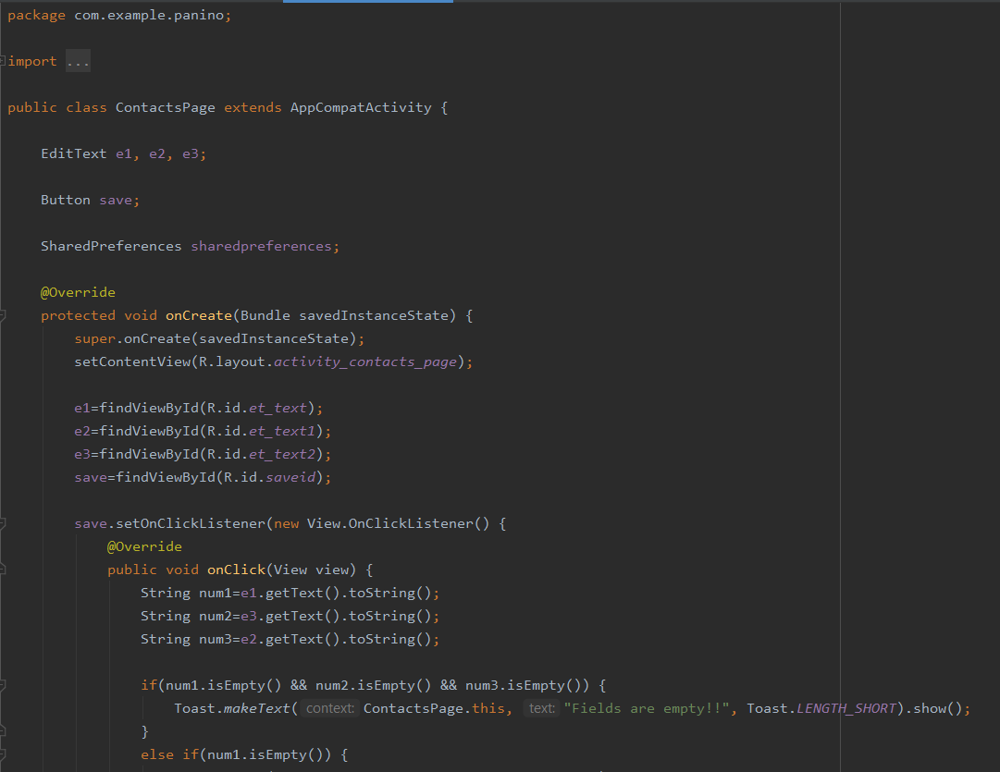 package com.example.panino;
import ...
public class ContactsPage extends AppCompatActivity {
EditText e1, e2, e3;
Button save;
SharedPreferences sharedpreferences;
@Override
protected void onCreate(Bundle savedInstanceState) {
super.onCreate(savedInstanceState);
setContentView(R.layout.activity_contacts_page);
e1=findViewById(R.id.et_text);
e2=findViewById(R.id.et_text1);
e3=findViewById(R.id.et_text2);
save=findViewById(R.id.saveid);
save.setOnClickListener(new View.OnClickListener() {
@Override
public void onClick(View view) {
String num1=e1.getText().toString();
String num2=e3.getText().toString();
String num3=e2.getText().toString();
if(num1.isEmpty() && num2.isEmpty() && num3.isEmpty()) {
Toast.makeText( context: ContactsPage.this, text: "Fields are empty!!", Toast.LENGTH_SHORT).show();
}
else if(num1.isEmpty()) {